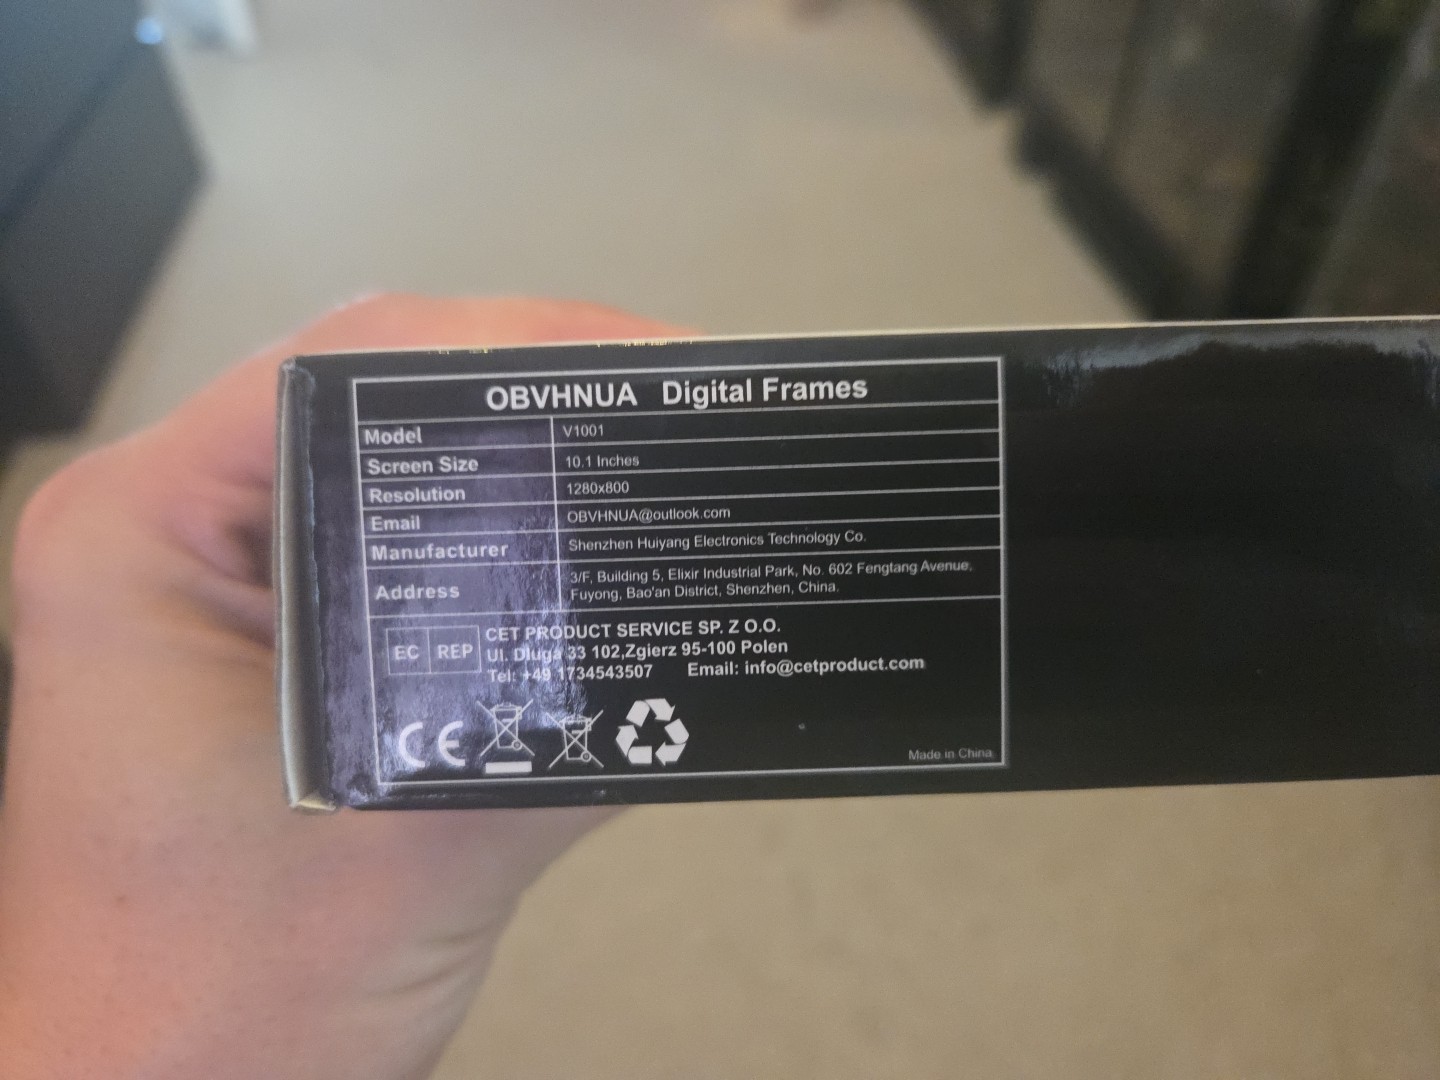 OBVHNUA Digital Frames
Model V1001
Screen Size 10.1 Inches
Resolution 1280x800
Email OBVHNUA@outlook.com
Manufacturer Shenzhen Huiyang Electronics Technology Co.
Address 3/F, Building 5, Elixir Industrial Park, No. 602 Fengtang Avenue,
Fuyong, Bao'an District, Shenzhen, China.
EC REP CET PRODUCT SERVICE SP. Z O.O.
Ul. Dluga 33 102,Zgierz 95-100 Polen
Tel: +49 1734543507 Email: info@cetproduct.com
CE
Made in China